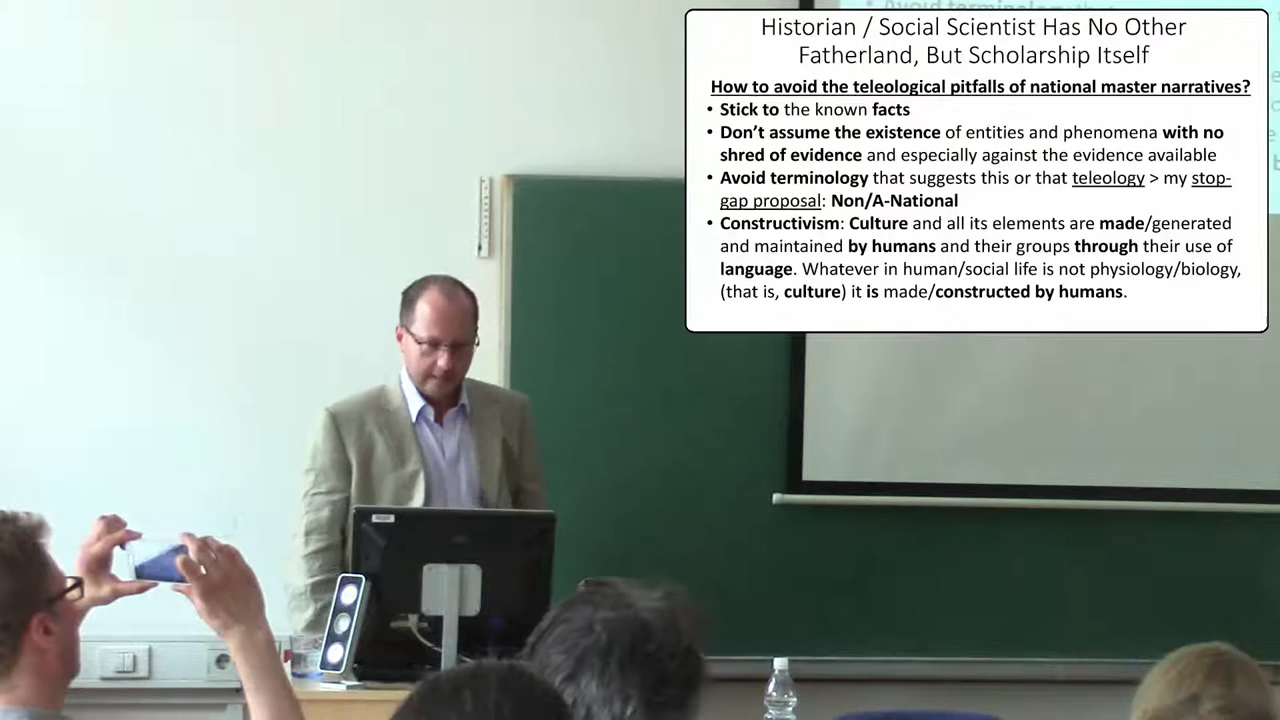 Historian / Social Scientist Has No Other
Fatherland, But Scholarship Itself
How to avoid the teleological pitfalls of national master narratives?
• Stick to the known facts
• Don’t assume the existence of entities and phenomena with no
shred of evidence and especially against the evidence available
• Avoid terminology that suggests this or that teleology > my stop-
gap proposal: Non/A-National
• Constructivism: Culture and all its elements are made/generated
and maintained by humans and their groups through their use of
language. Whatever in human/social life is not physiology/biology,
(that is, culture) it is made/constructed by humans.